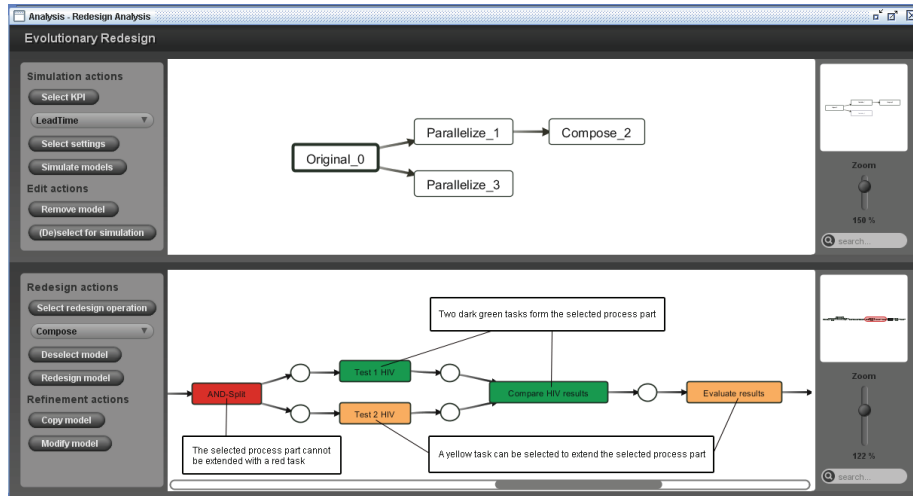 Analysis - Redesign Analysis
Evolutionary Redesign
Simulation actions
Select KPI
LeadTime
Select settings
Simulate models
Edit actions
Remove model
(De)select for simulation
Original_0
Parallelize_1
Compose_2
Parallelize_3
Zoom
150 %
search...
Redesign actions
Select redesign operation
Compose
Deselect model
Redesign model
Refinement actions
Copy model
Modify model
Two dark green tasks form the selected process part
AND-Split
Test 1 HIV
Test 2 HIV
Compare HIV results
Evaluate results
The selected process part cannot
be extended with a red task
A yellow task can be selected to extend the selected process part
Zoom
122 %
search...